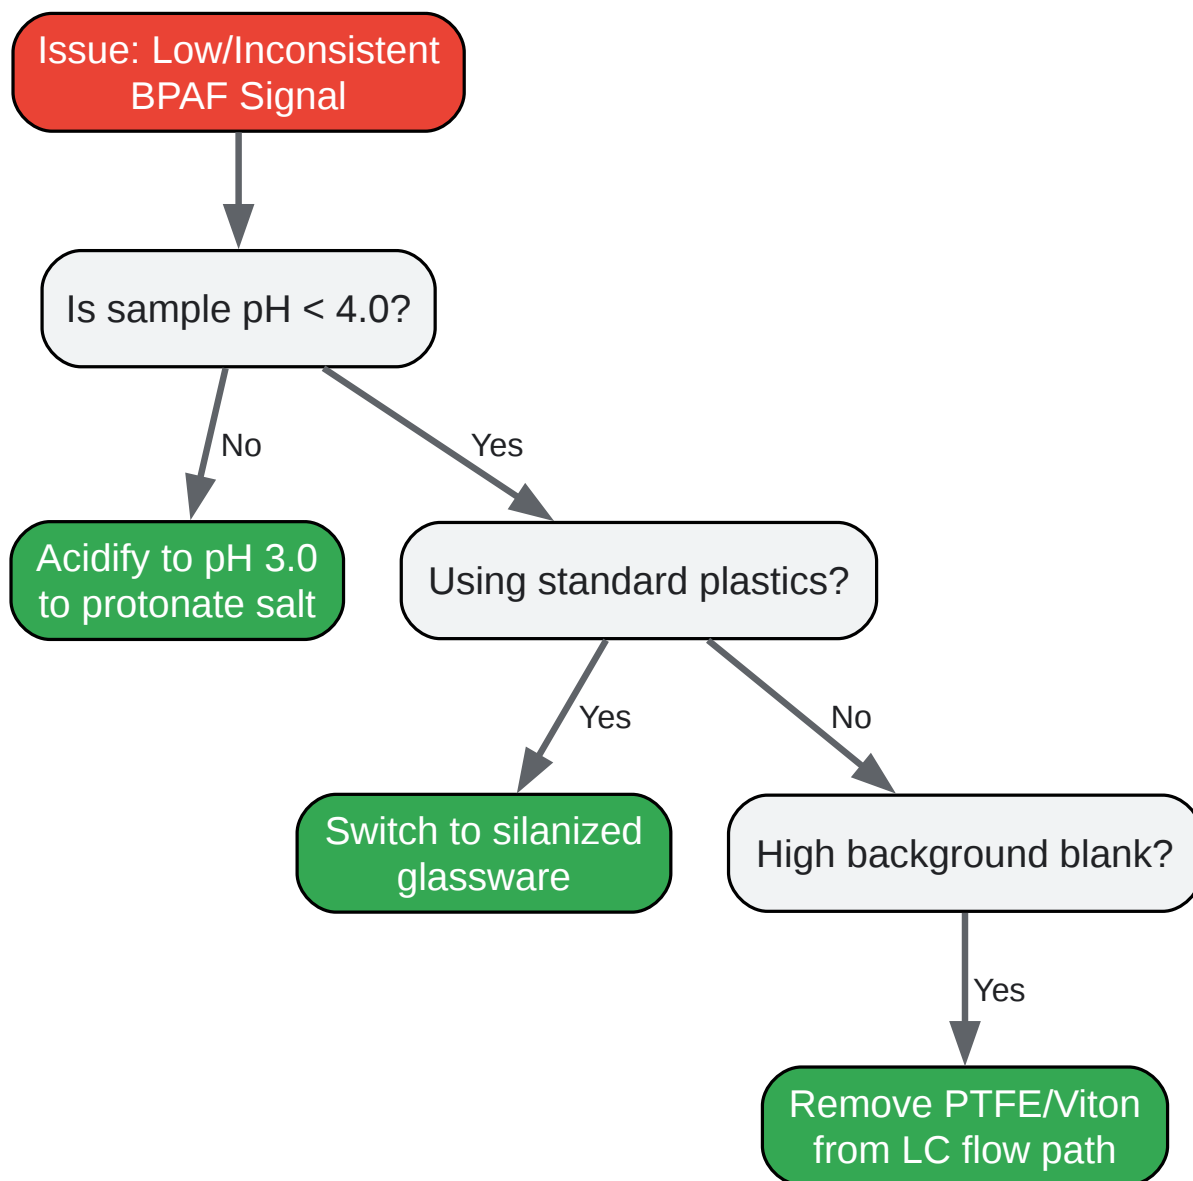 Issue: Low/Inconsistent
BPAF Signal
Is sample pH < 4.0?
No
Yes
Acidify to pH 3.0
to protonate salt
Using standard plastics?
Yes
No
Switch to silanized
glassware
High background blank?
Yes
Remove PTFE/Viton
from LC flow path